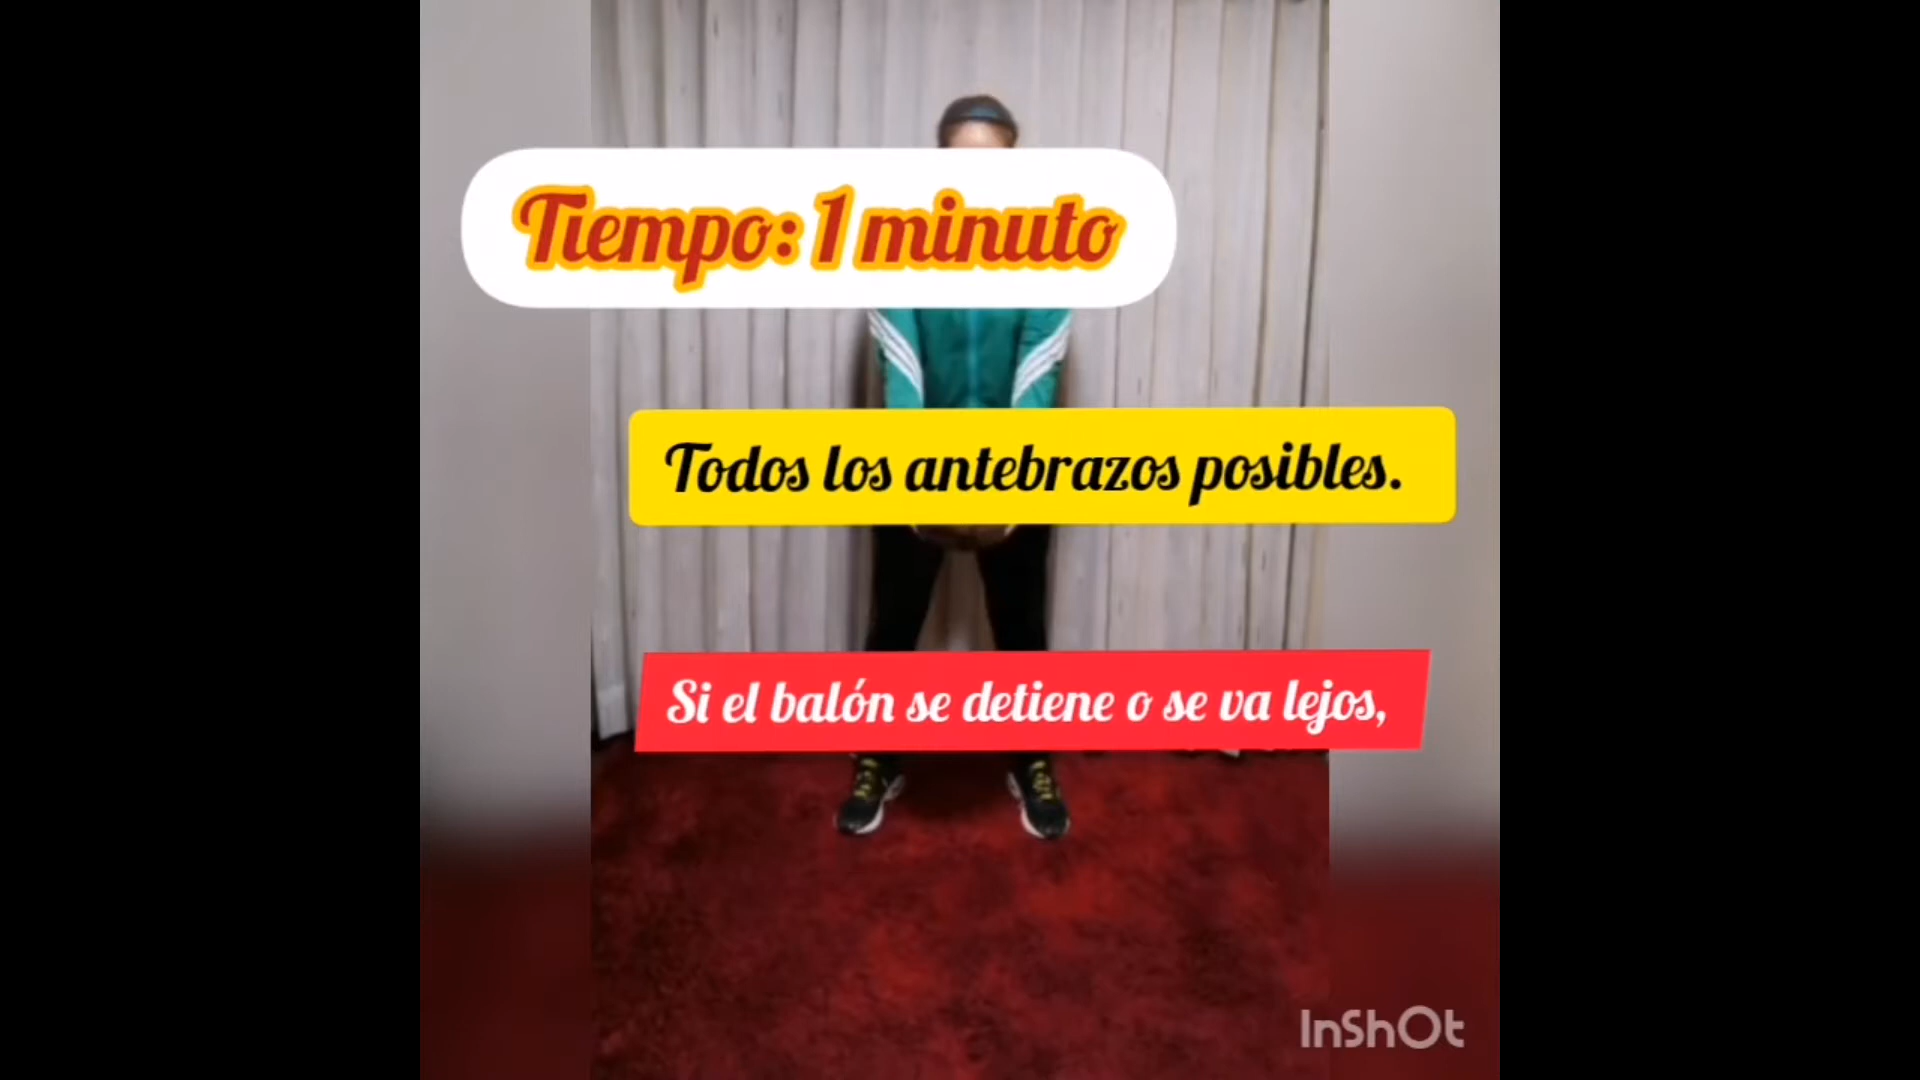 Tiempo: 1 minuto
Todos los antebrazos posibles.
Si el balón se detiene o se va lejos,
InShOt